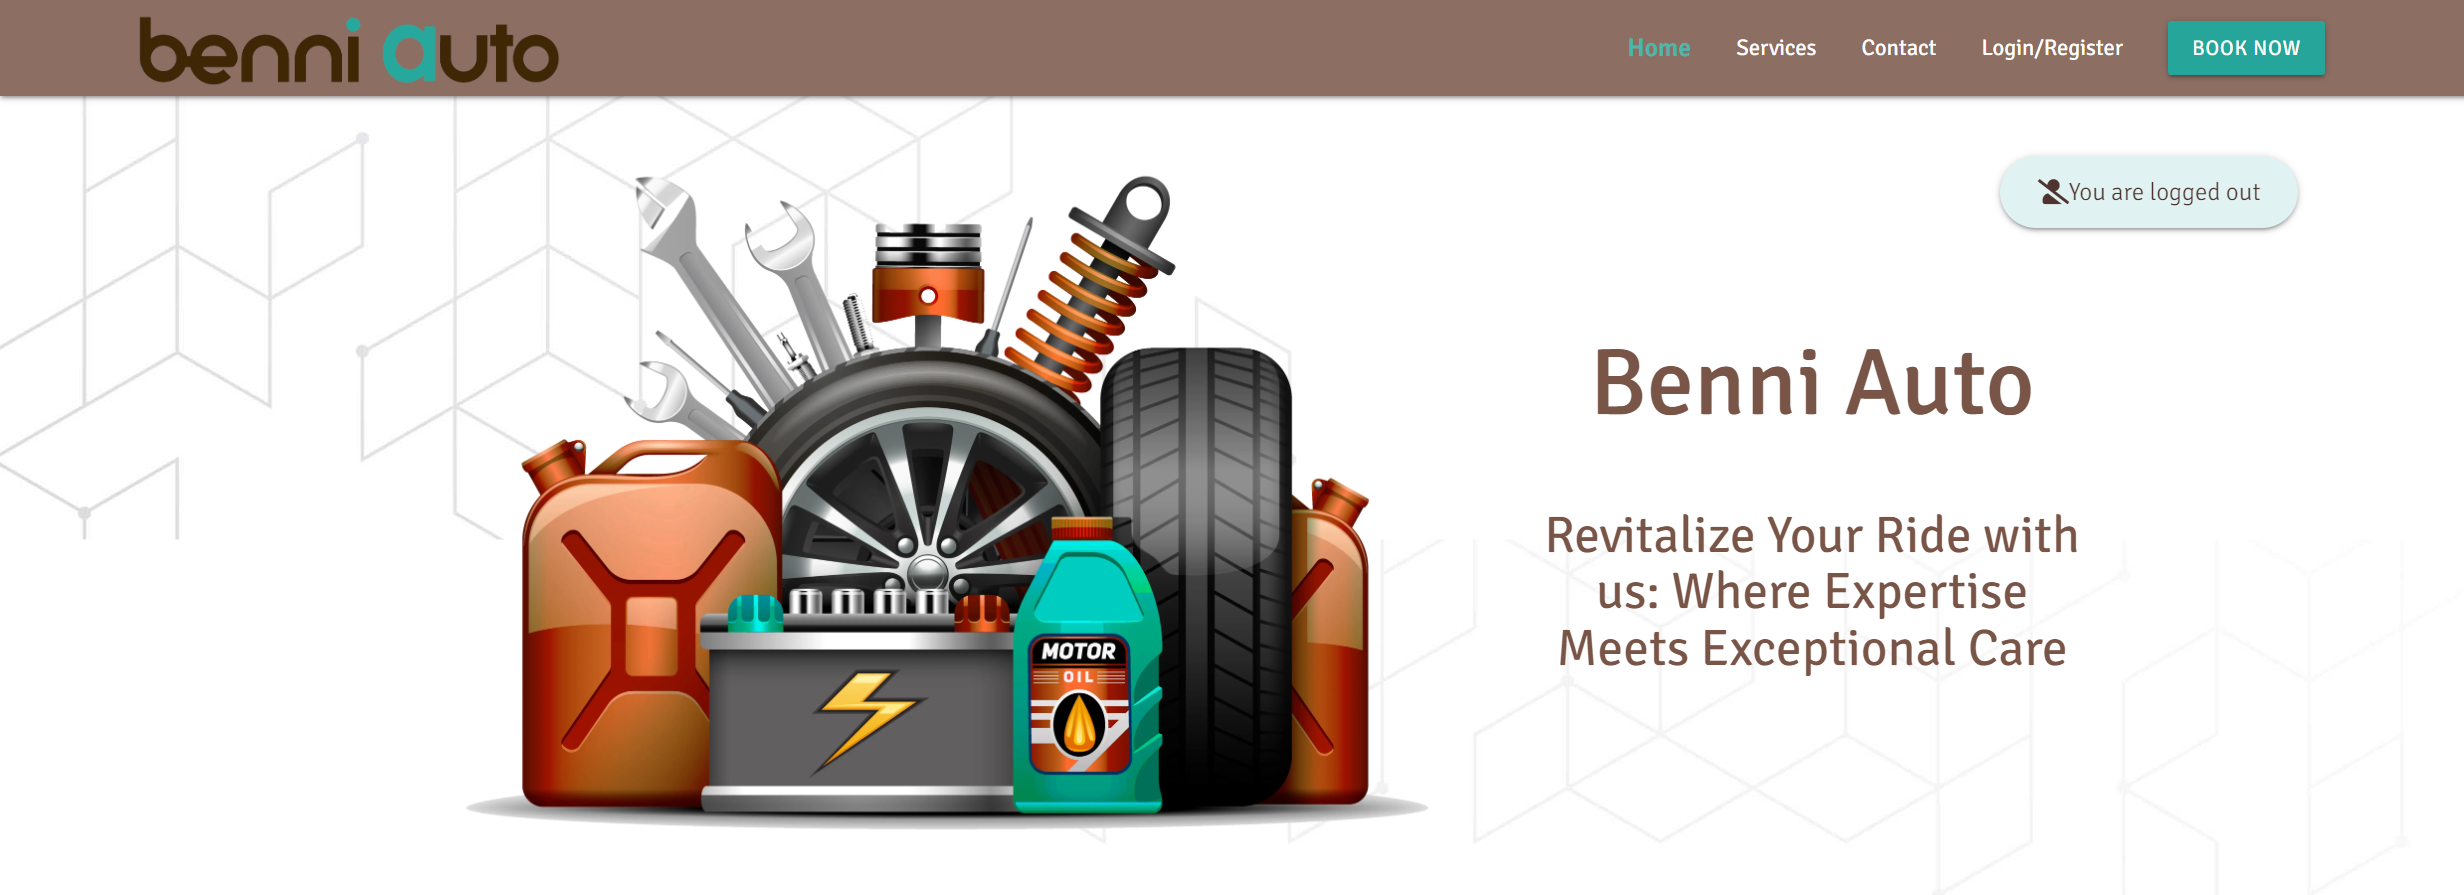 benni auto
Home Services Contact Login/Register BOOK NOW
You are logged out
Benni Auto
Revitalize Your Ride with
us: Where Expertise
Meets Exceptional Care
MOTOR
OIL